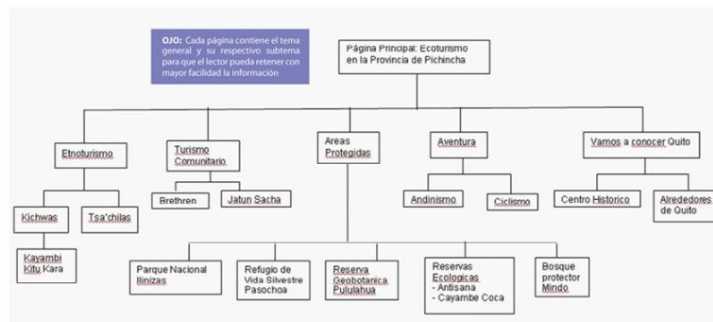 OJO: Cada página contiene el tema
general y su respectivo subtema
para que el lector pueda retener con
mayor facilidad la información
Página Principal: Ecoturismo
en la Provincia de Pichincha
Etnoturismo
Turismo
Comunitario
Areas
Protegidas
Aventura
Vamos a conocer Quito
Kichwas
Tsa'chilas
Brethren
Jatun Sacha
Andinismo
Ciclismo
Centro Historico
Alrededores
de Quito
Kayambi
Kitu Kara
Parque Nacional
Ilinizas
Refugio de
Vida Silvestre
Pasochoa
Reserva
Geobotanica
Pululahua
Reservas
Ecologicas
- Antisana
- Cayambe Coca
Bosque
protector
Mindo